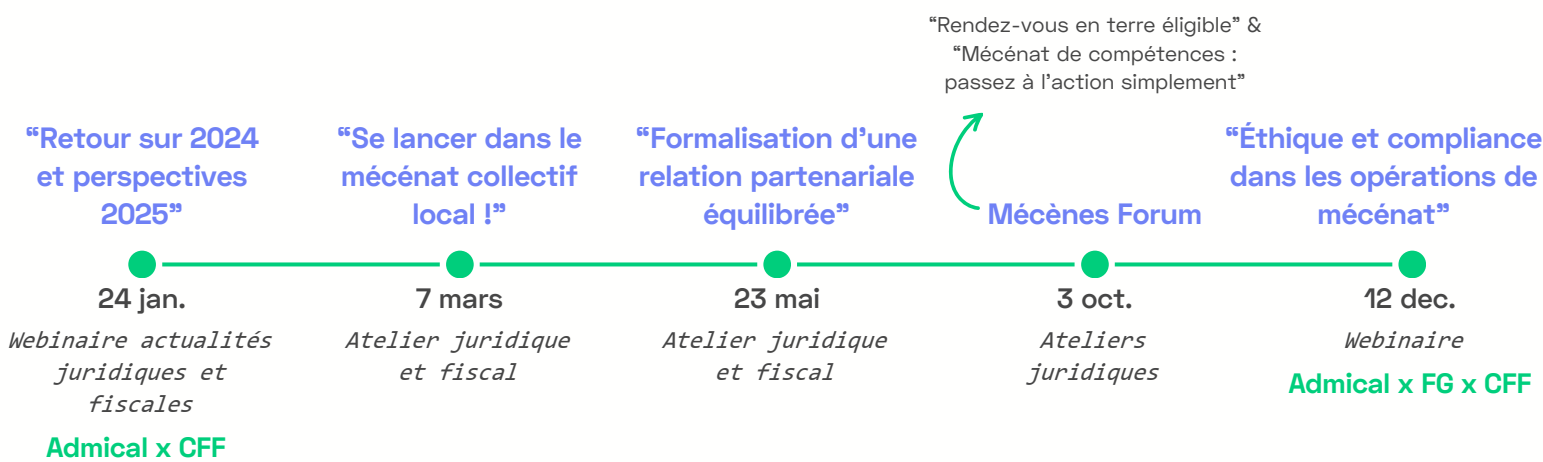 “Rendez-vous en terre éligible” &
“Mécénat de compétences :
passez à l’action simplement”
“Retour sur 2024
et perspectives
2025”
“Se lancer dans le
mécénat collectif
local !”
“Formalisation d’une
relation partenariale
équilibrée”
Mécènes Forum
“Éthique et compliance
dans les opérations de
mécénat”
24 jan.
Webinaire actualités
juridiques et
fiscales
Admical x CFF
7 mars
Atelier juridique
et fiscal
23 mai
Atelier juridique
et fiscal
3 oct.
Ateliers
juridiques
12 dec.
Webinaire
Admical x FG x CFF